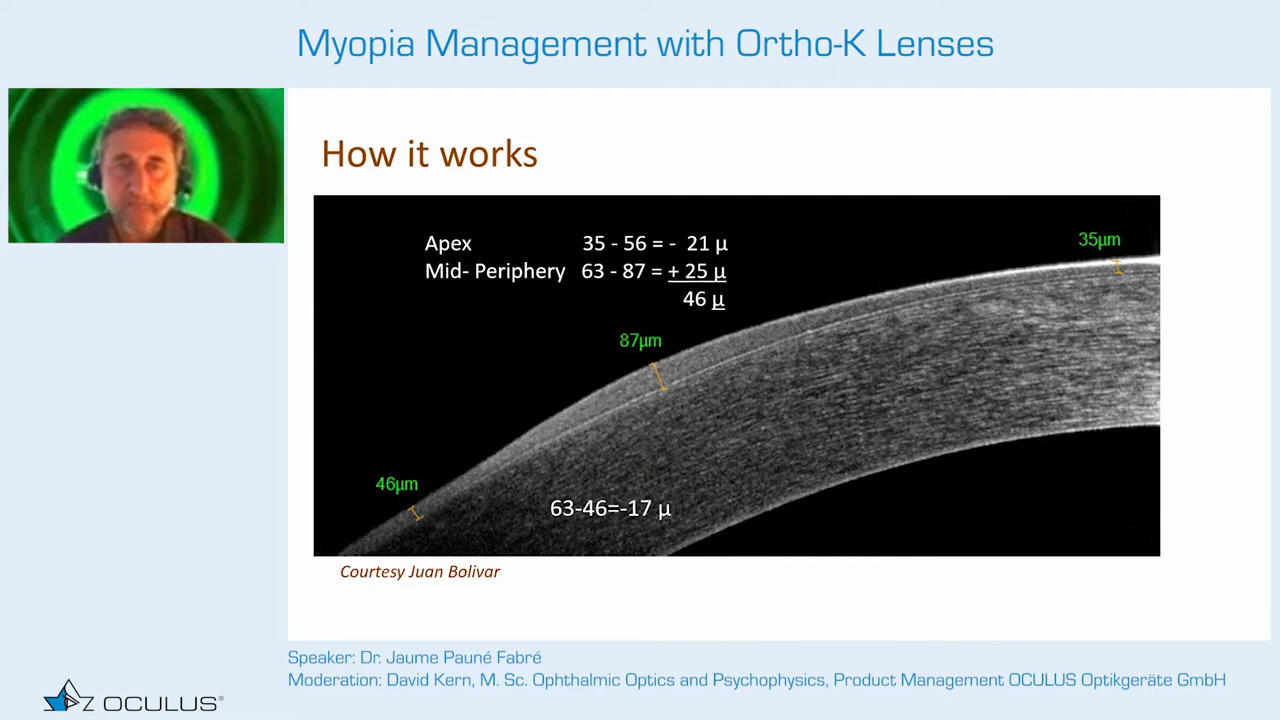 Myopia Management with Ortho-K Lenses
How it works
Apex 35 - 56 = - 21 µ
Mid- Periphery 63 - 87 = + 25 µ
46 µ
35µm
87µm
46µm
63-46=-17 µ
Courtesy Juan Bolivar
Speaker: Dr. Jaume Pauné Fabré
Moderation: David Kern, M. Sc. Ophthalmic Optics and Psychophysics, Product Management OCULUS Optikgeräte GmbH
OCULUS®